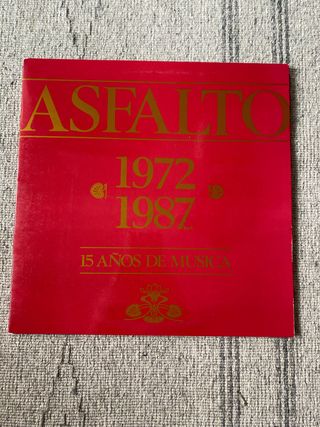 ASFALTO
1972
1987
15 AÑOS DE MUSICA